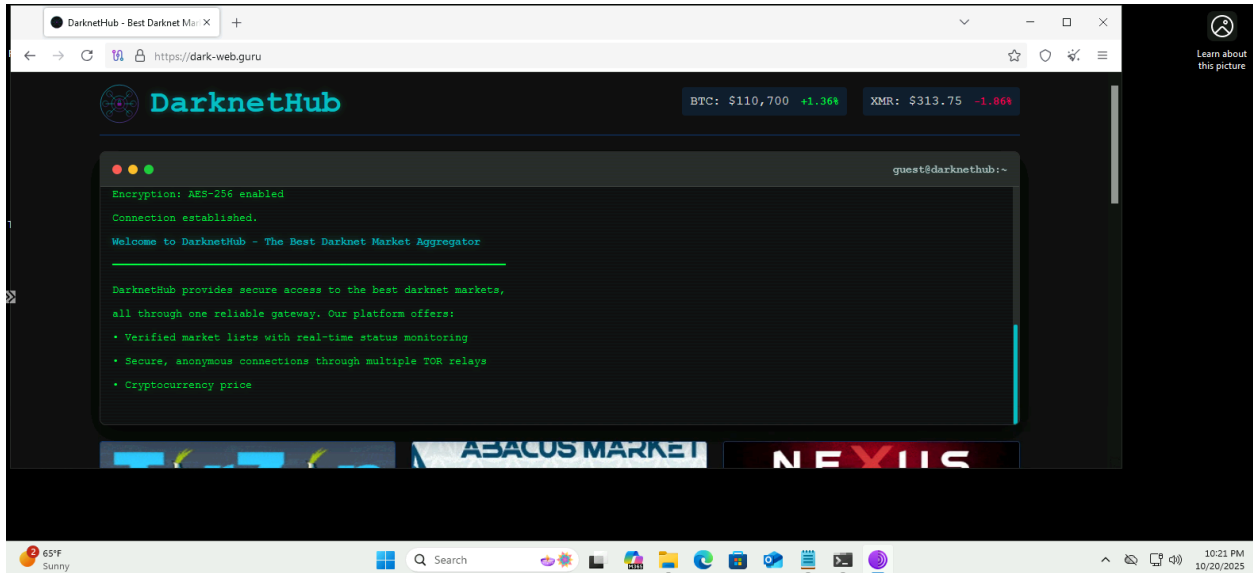 DarknetHub - Best Darknet Mar
https://dark-web.guru
Learn about
this picture
DarknetHub
BTC: $110,700 +1.36%
XMR: $313.75 -1.86%
guest@darknethub:~
Encryption: AES-256 enabled
Connection established.
Welcome to DarknetHub - The Best Darknet Market Aggregator
DarknetHub provides secure access to the best darknet markets,
all through one reliable gateway. Our platform offers:
• Verified market lists with real-time status monitoring
• Secure, anonymous connections through multiple TOR relays
• Cryptocurrency price
ABACUS MARKET
NEXUS
2
65°F
Sunny
Search
10:21 PM
10/20/2025